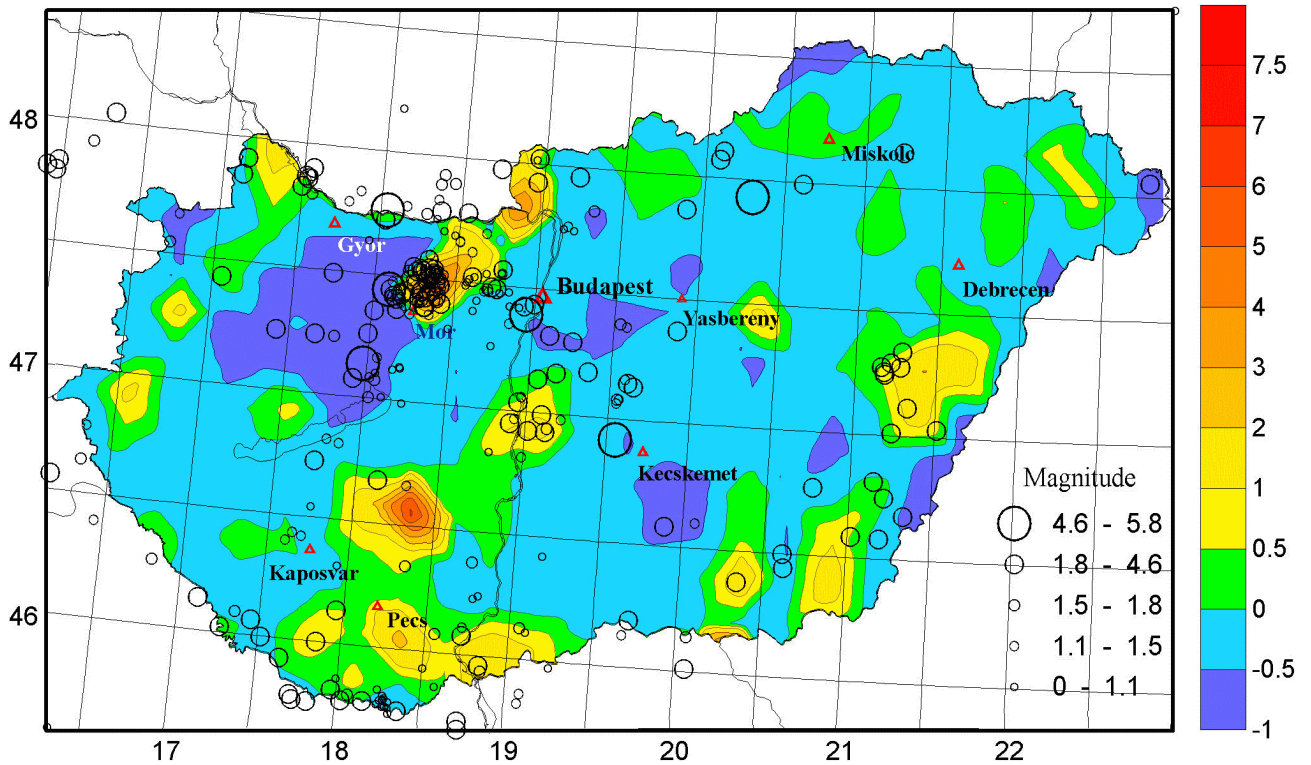 48
47
46
17
18
19
20
21
22
Gyor
Mor
Budapest
Yasbereny
Miskolc
Debrecen
Kecskemet
Kaposvar
Pecs
Magnitude
4.6 - 5.8
1.8 - 4.6
1.5 - 1.8
1.1 - 1.5
0 - 1.1
7.5
7
6
5
4
3
2
1
0.5
0
-0.5
-1